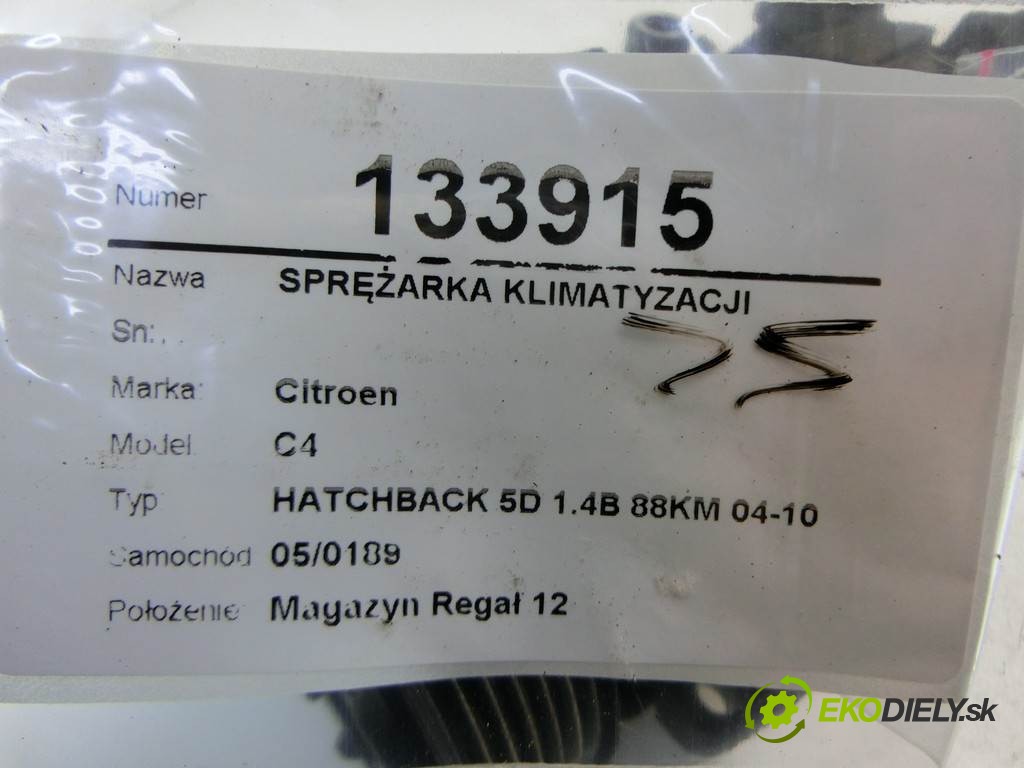 Numer 133915
Nazwa SPRĘŻARKA KLIMATYZACJI
Sn:
Marka: Citroen
Model C4
Typ HATCHBACK 5D 1.4B 88KM 04-10
Samochód 05/0189
Położenie Magazyn Regał 12
EKODIELY.sk